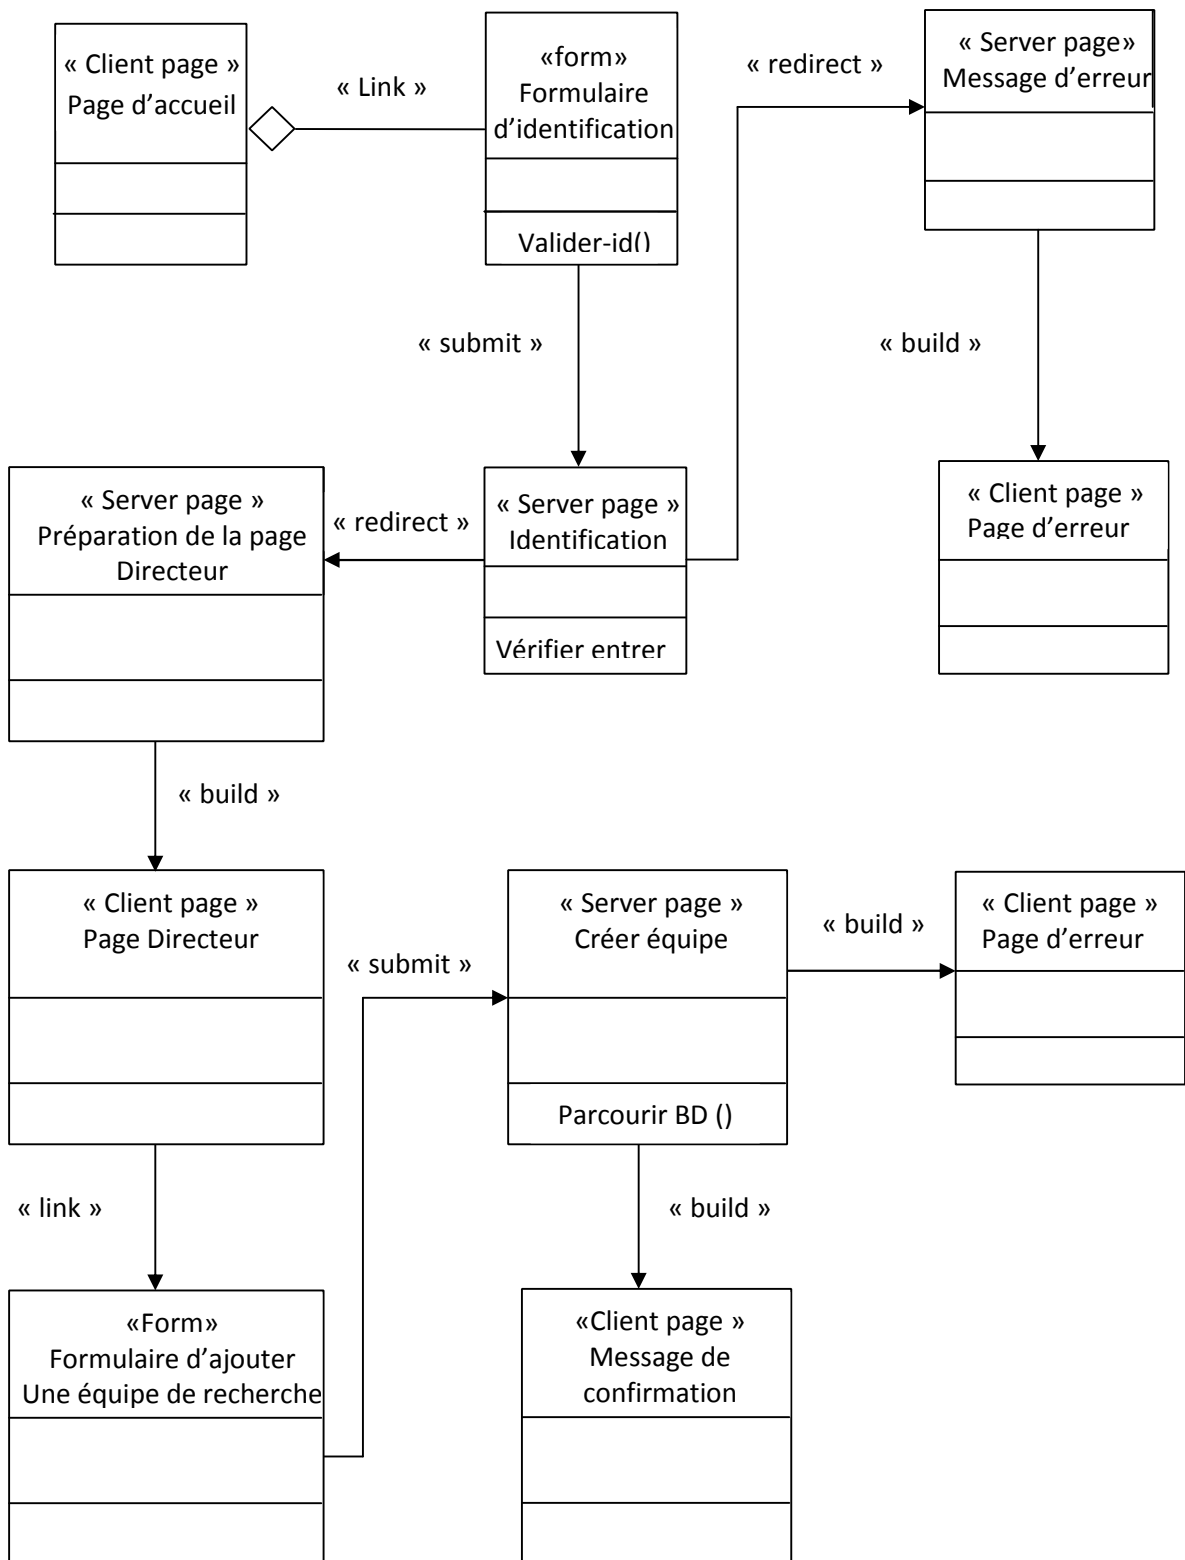 « Client page »
Page d’accueil
« Link »
«form»
Formulaire
d’identification
Valider-id()
« redirect »
« Server page»
Message d’erreur
« submit »
« build »
« Server page »
Préparation de la page
Directeur
« redirect »
« Server page »
Identification
Vérifier entrer
« Client page »
Page d’erreur
« build »
« Client page »
Page Directeur
« submit »
« Server page »
Créer équipe
Parcourir BD ()
« build »
« Client page »
Page d’erreur
« link »
« build »
«Form»
Formulaire d’ajouter
Une équipe de recherche
«Client page »
Message de
confirmation